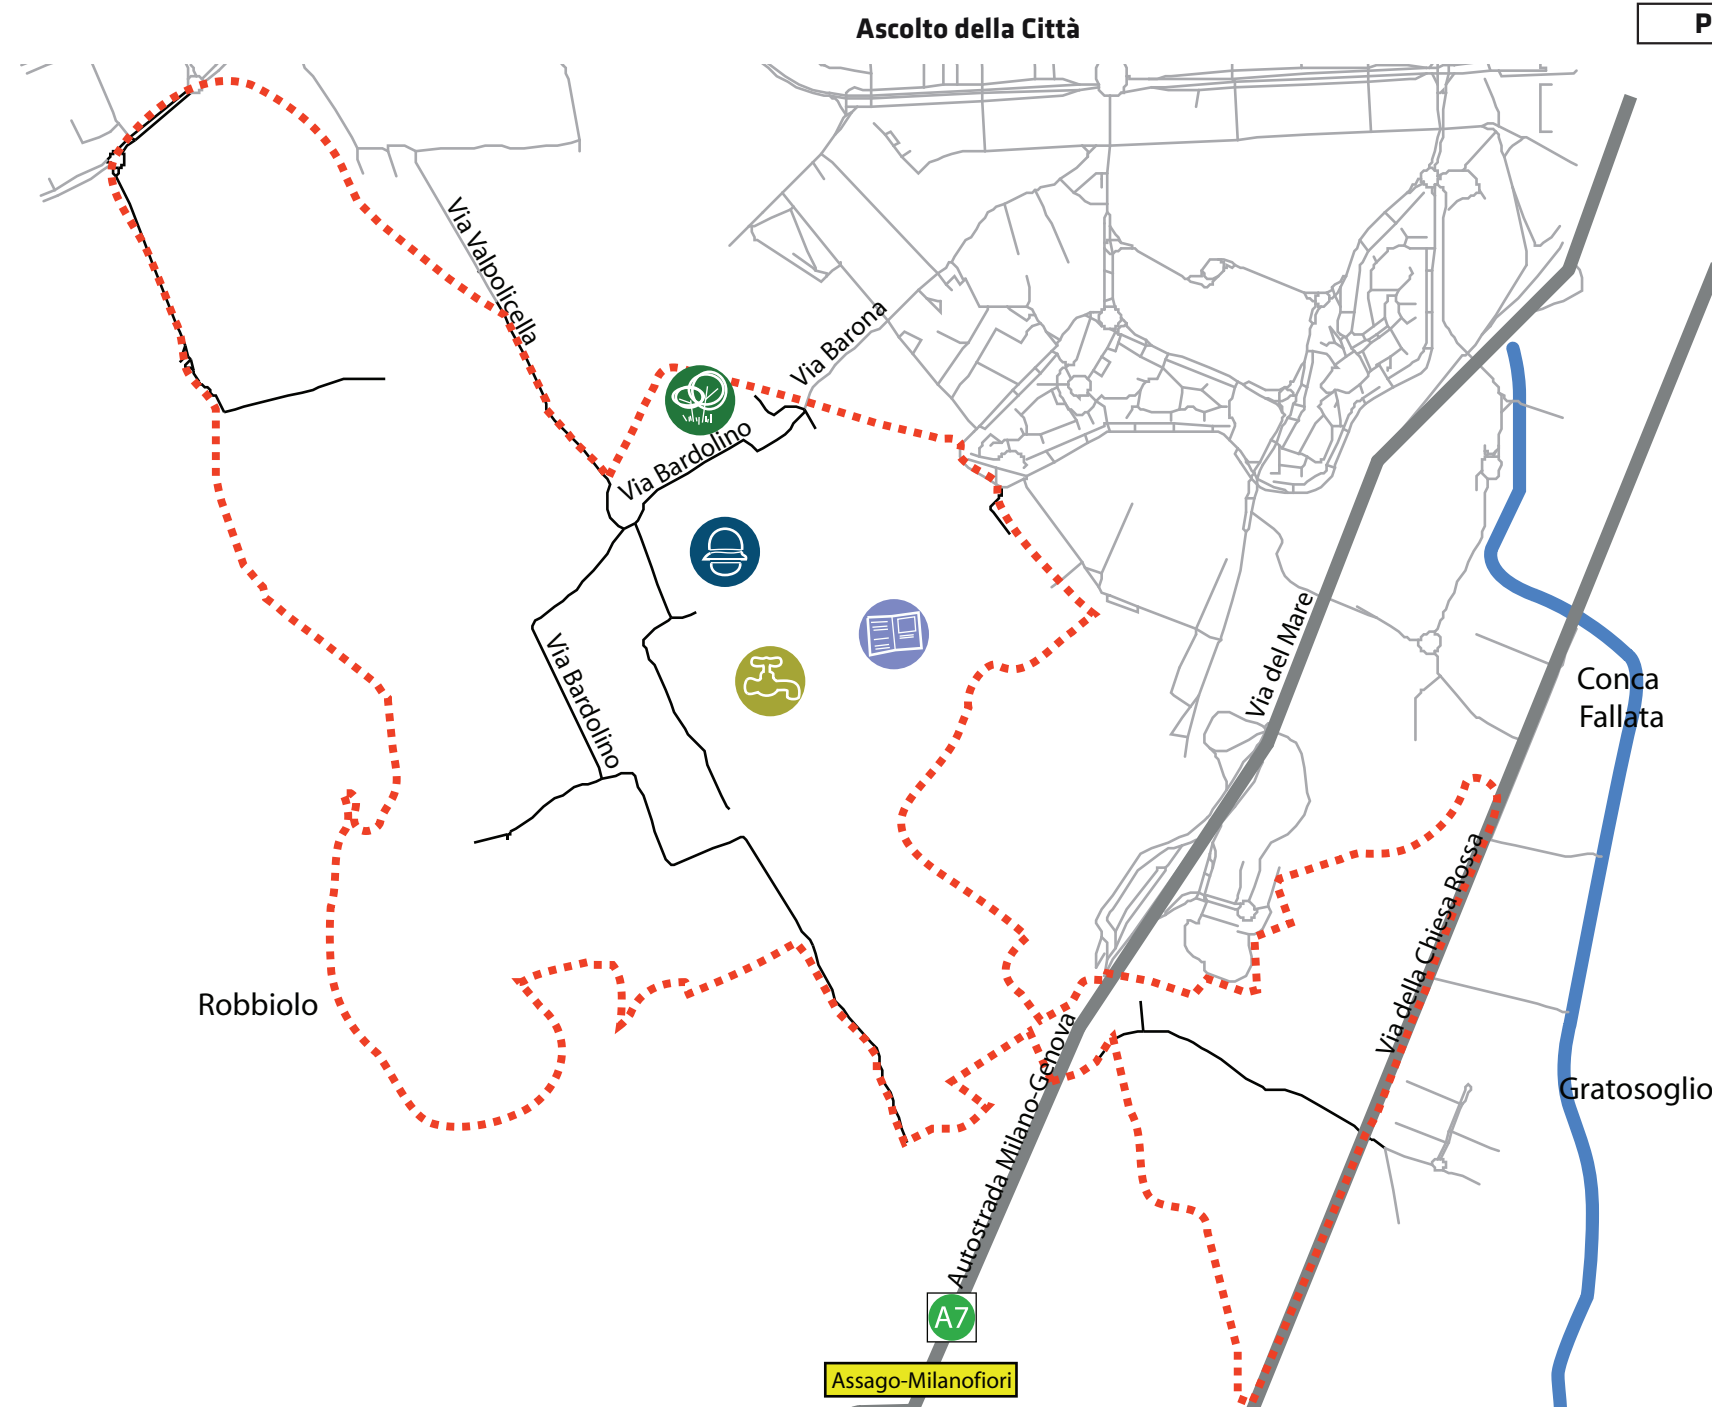 Ascolto della Città
P
Via Valpolicella
Via Barona
Via Bardolino
Via Bardolino
Via del Mare
Conca
Fallata
Via della Chiesa Rossa
Robbiolo
Autostrada Milano-Genova
Gratosoglio
A7
Assago-Milanofiori